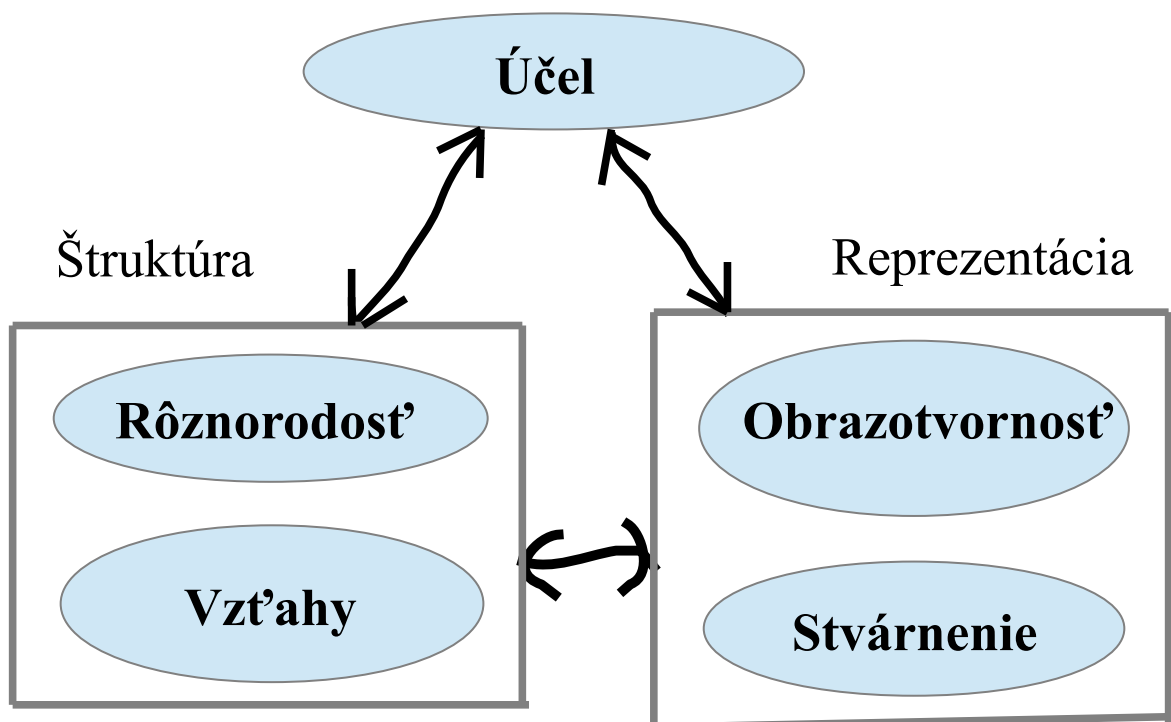 Účel
Štruktúra
Reprezentácia
Rôznorodosť
Obrazotvornosť
Vzťahy
Stvárnenie